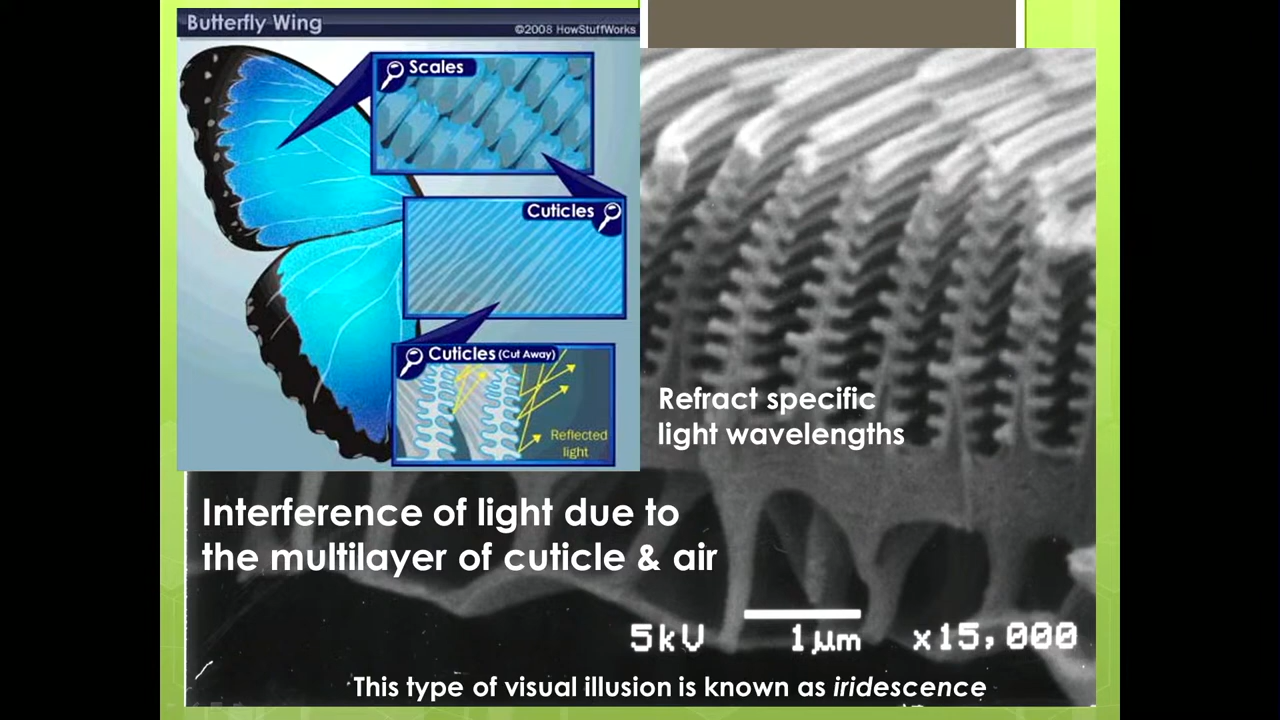 Butterfly Wing
©2008 HowStuffWorks
Scales
Cuticles
Cuticles (Cut Away)
Reflected
light
Refract specific
light wavelengths
Interference of light due to
the multilayer of cuticle & air
5kV 1μm x15,000
This type of visual illusion is known as iridescence